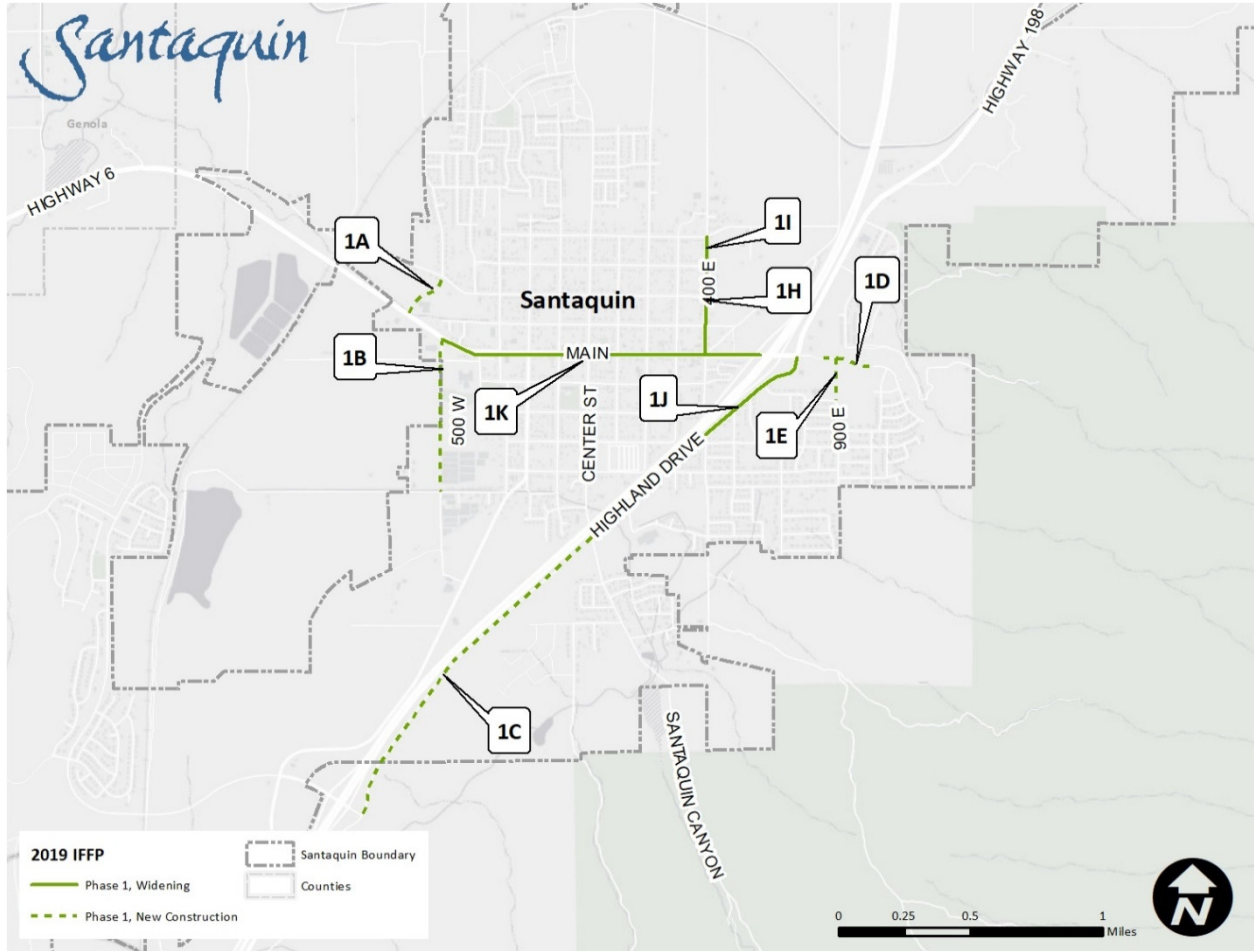 Santaquin
HIGHWAY 198
Genola
HIGHWAY 6
1A
1I
400 E
1H
1D
Santaquin
1B
MAIN
1K
500 W
CENTER ST
1J
1E
900 E
HIGHLAND DRIVE
1C
SANTAQUIN CANYON
2019 IFFP
Phase 1, Widening
Phase 1, New Construction
Santaquin Boundary
Counties
0 0.25 0.5 1
Miles
N